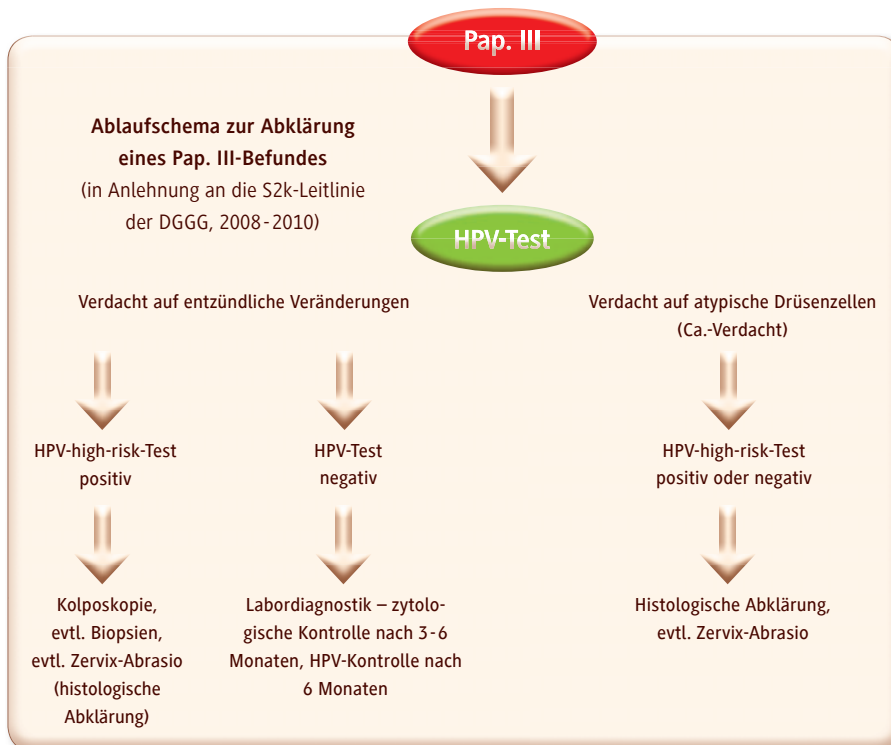 Pap. III
Ablaufschema zur Abklärung
eines Pap. III-Befundes
(in Anlehnung an die S2k-Leitlinie
der DGGG, 2008-2010)
HPV-Test
Verdacht auf entzündliche Veränderungen
HPV-high-risk-Test
positiv
Kolposkopie,
evtl. Biopsien,
evtl. Zervix-Abrasio
(histologische
Abklärung)
HPV-Test
negativ
Labordiagnostik – zytolo-
gische Kontrolle nach 3-6
Monaten, HPV-Kontrolle nach
6 Monaten
Verdacht auf atypische Drüsenzellen
(Ca.-Verdacht)
HPV-high-risk-Test
positiv oder negativ
Histologische Abklärung,
evtl. Zervix-Abrasio